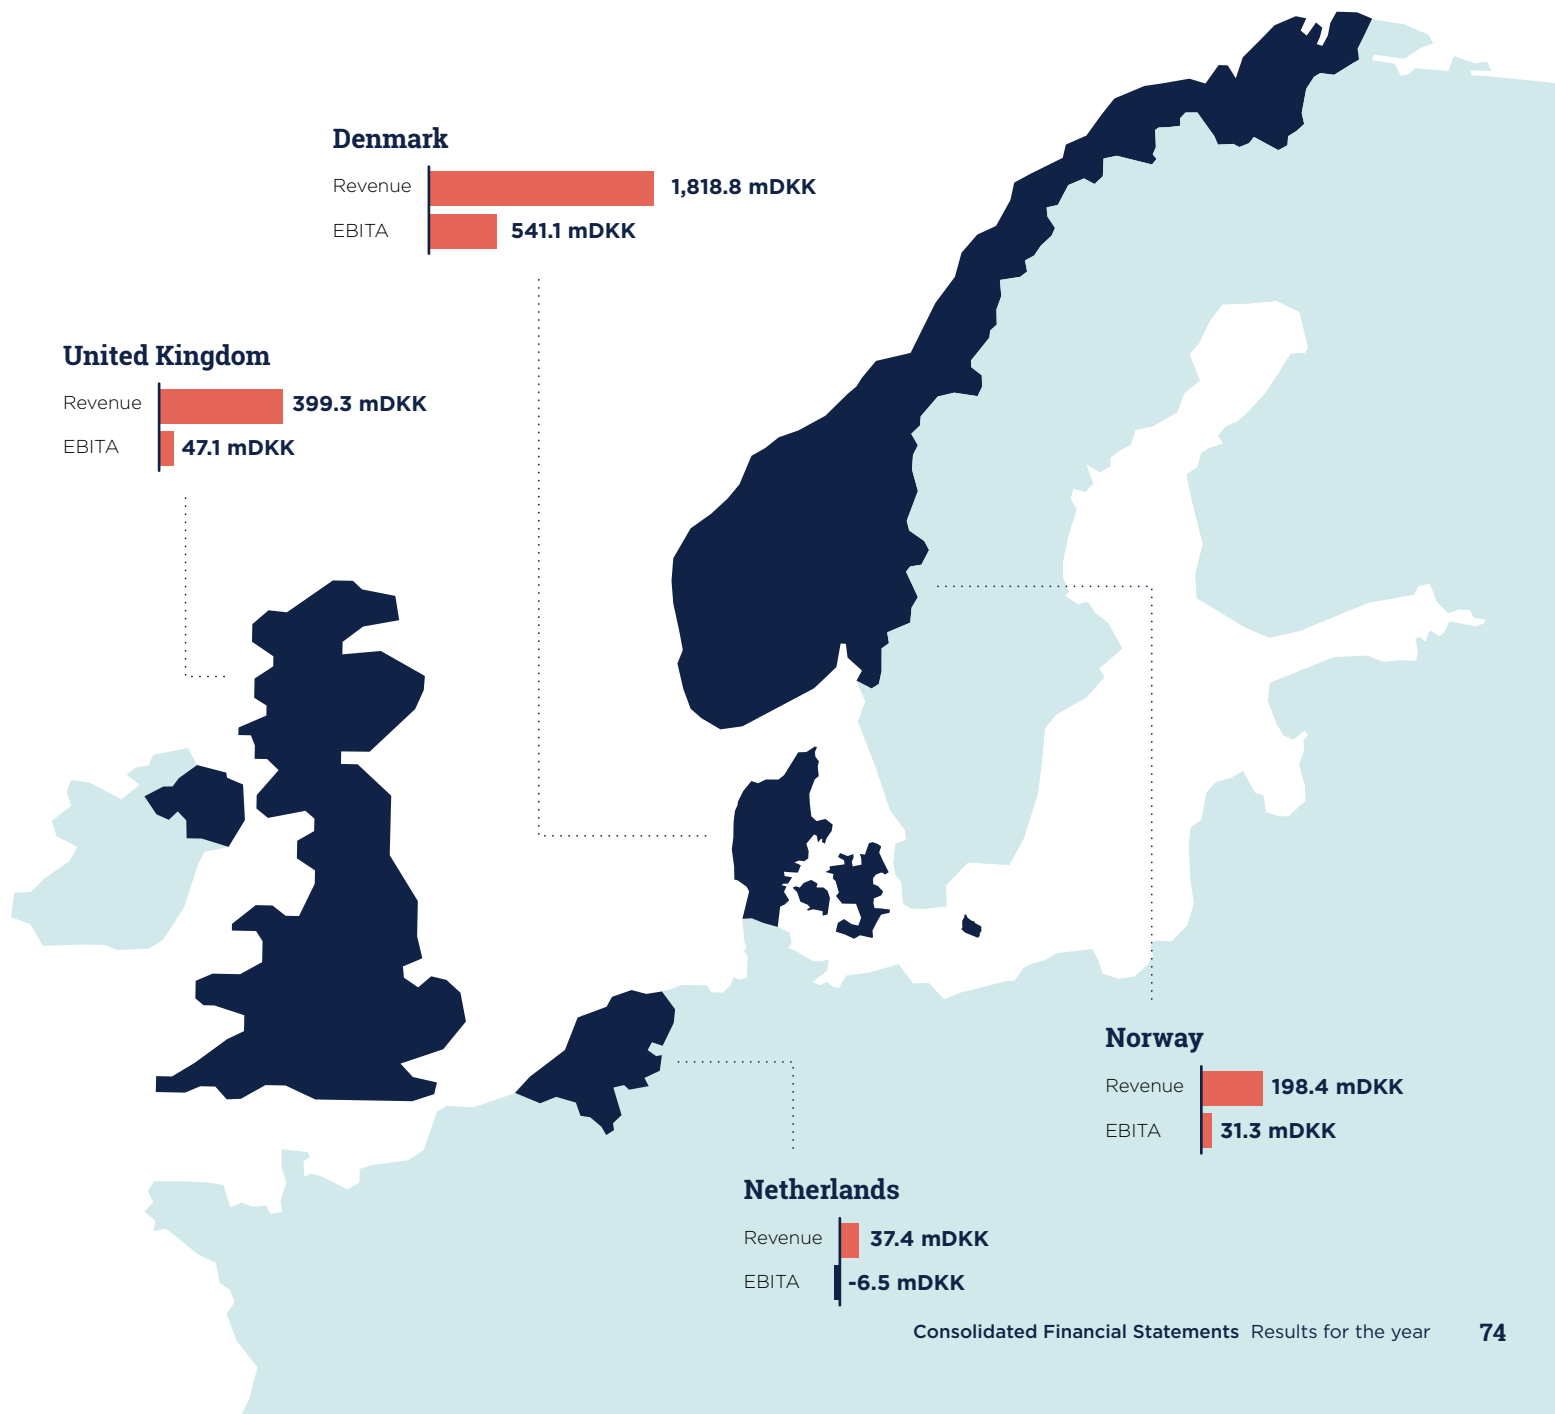 Denmark
Revenue 1,818.8 mDKK
EBITA 541.1 mDKK
United Kingdom
Revenue 399.3 mDKK
EBITA 47.1 mDKK
Norway
Revenue 198.4 mDKK
EBITA 31.3 mDKK
Netherlands
Revenue 37.4 mDKK
EBITA -6.5 mDKK
Consolidated Financial Statements Results for the year 74